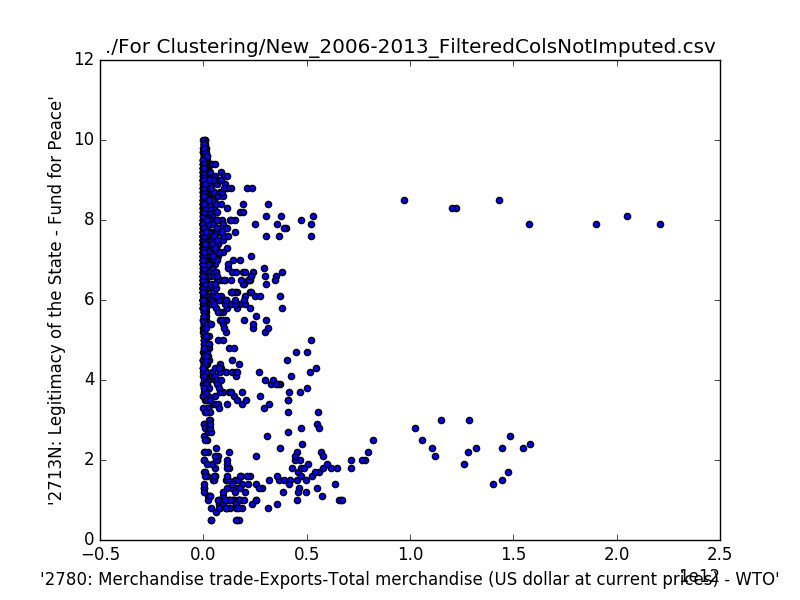 ./For Clustering/New_2006-2013_FilteredColsNotImputed.csv
12
10
8
6
4
2
0
'2713N: Legitimacy of the State - Fund for Peace'
−0.5 0.0 0.5 1.0 1.5 2.0 2.5
1e12
'2780: Merchandise trade-Exports-Total merchandise (US dollar at current prices) - WTO'